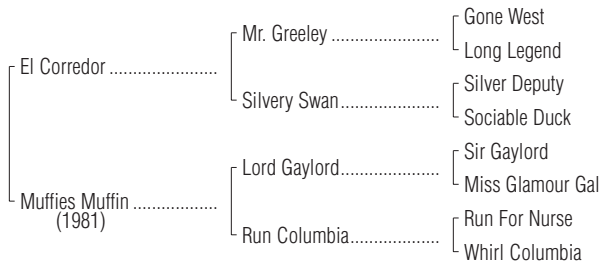 Gone West
Mr. Greeley ....................
Long Legend
El Corredor ....................
Silver Deputy
Silvery Swan ..................
Sociable Duck
Sir Gaylord
Lord Gaylord ..................
Miss Glamour Gal
Muffies Muffin ................
(1981)
Run For Nurse
Run Columbia ................
Whirl Columbia